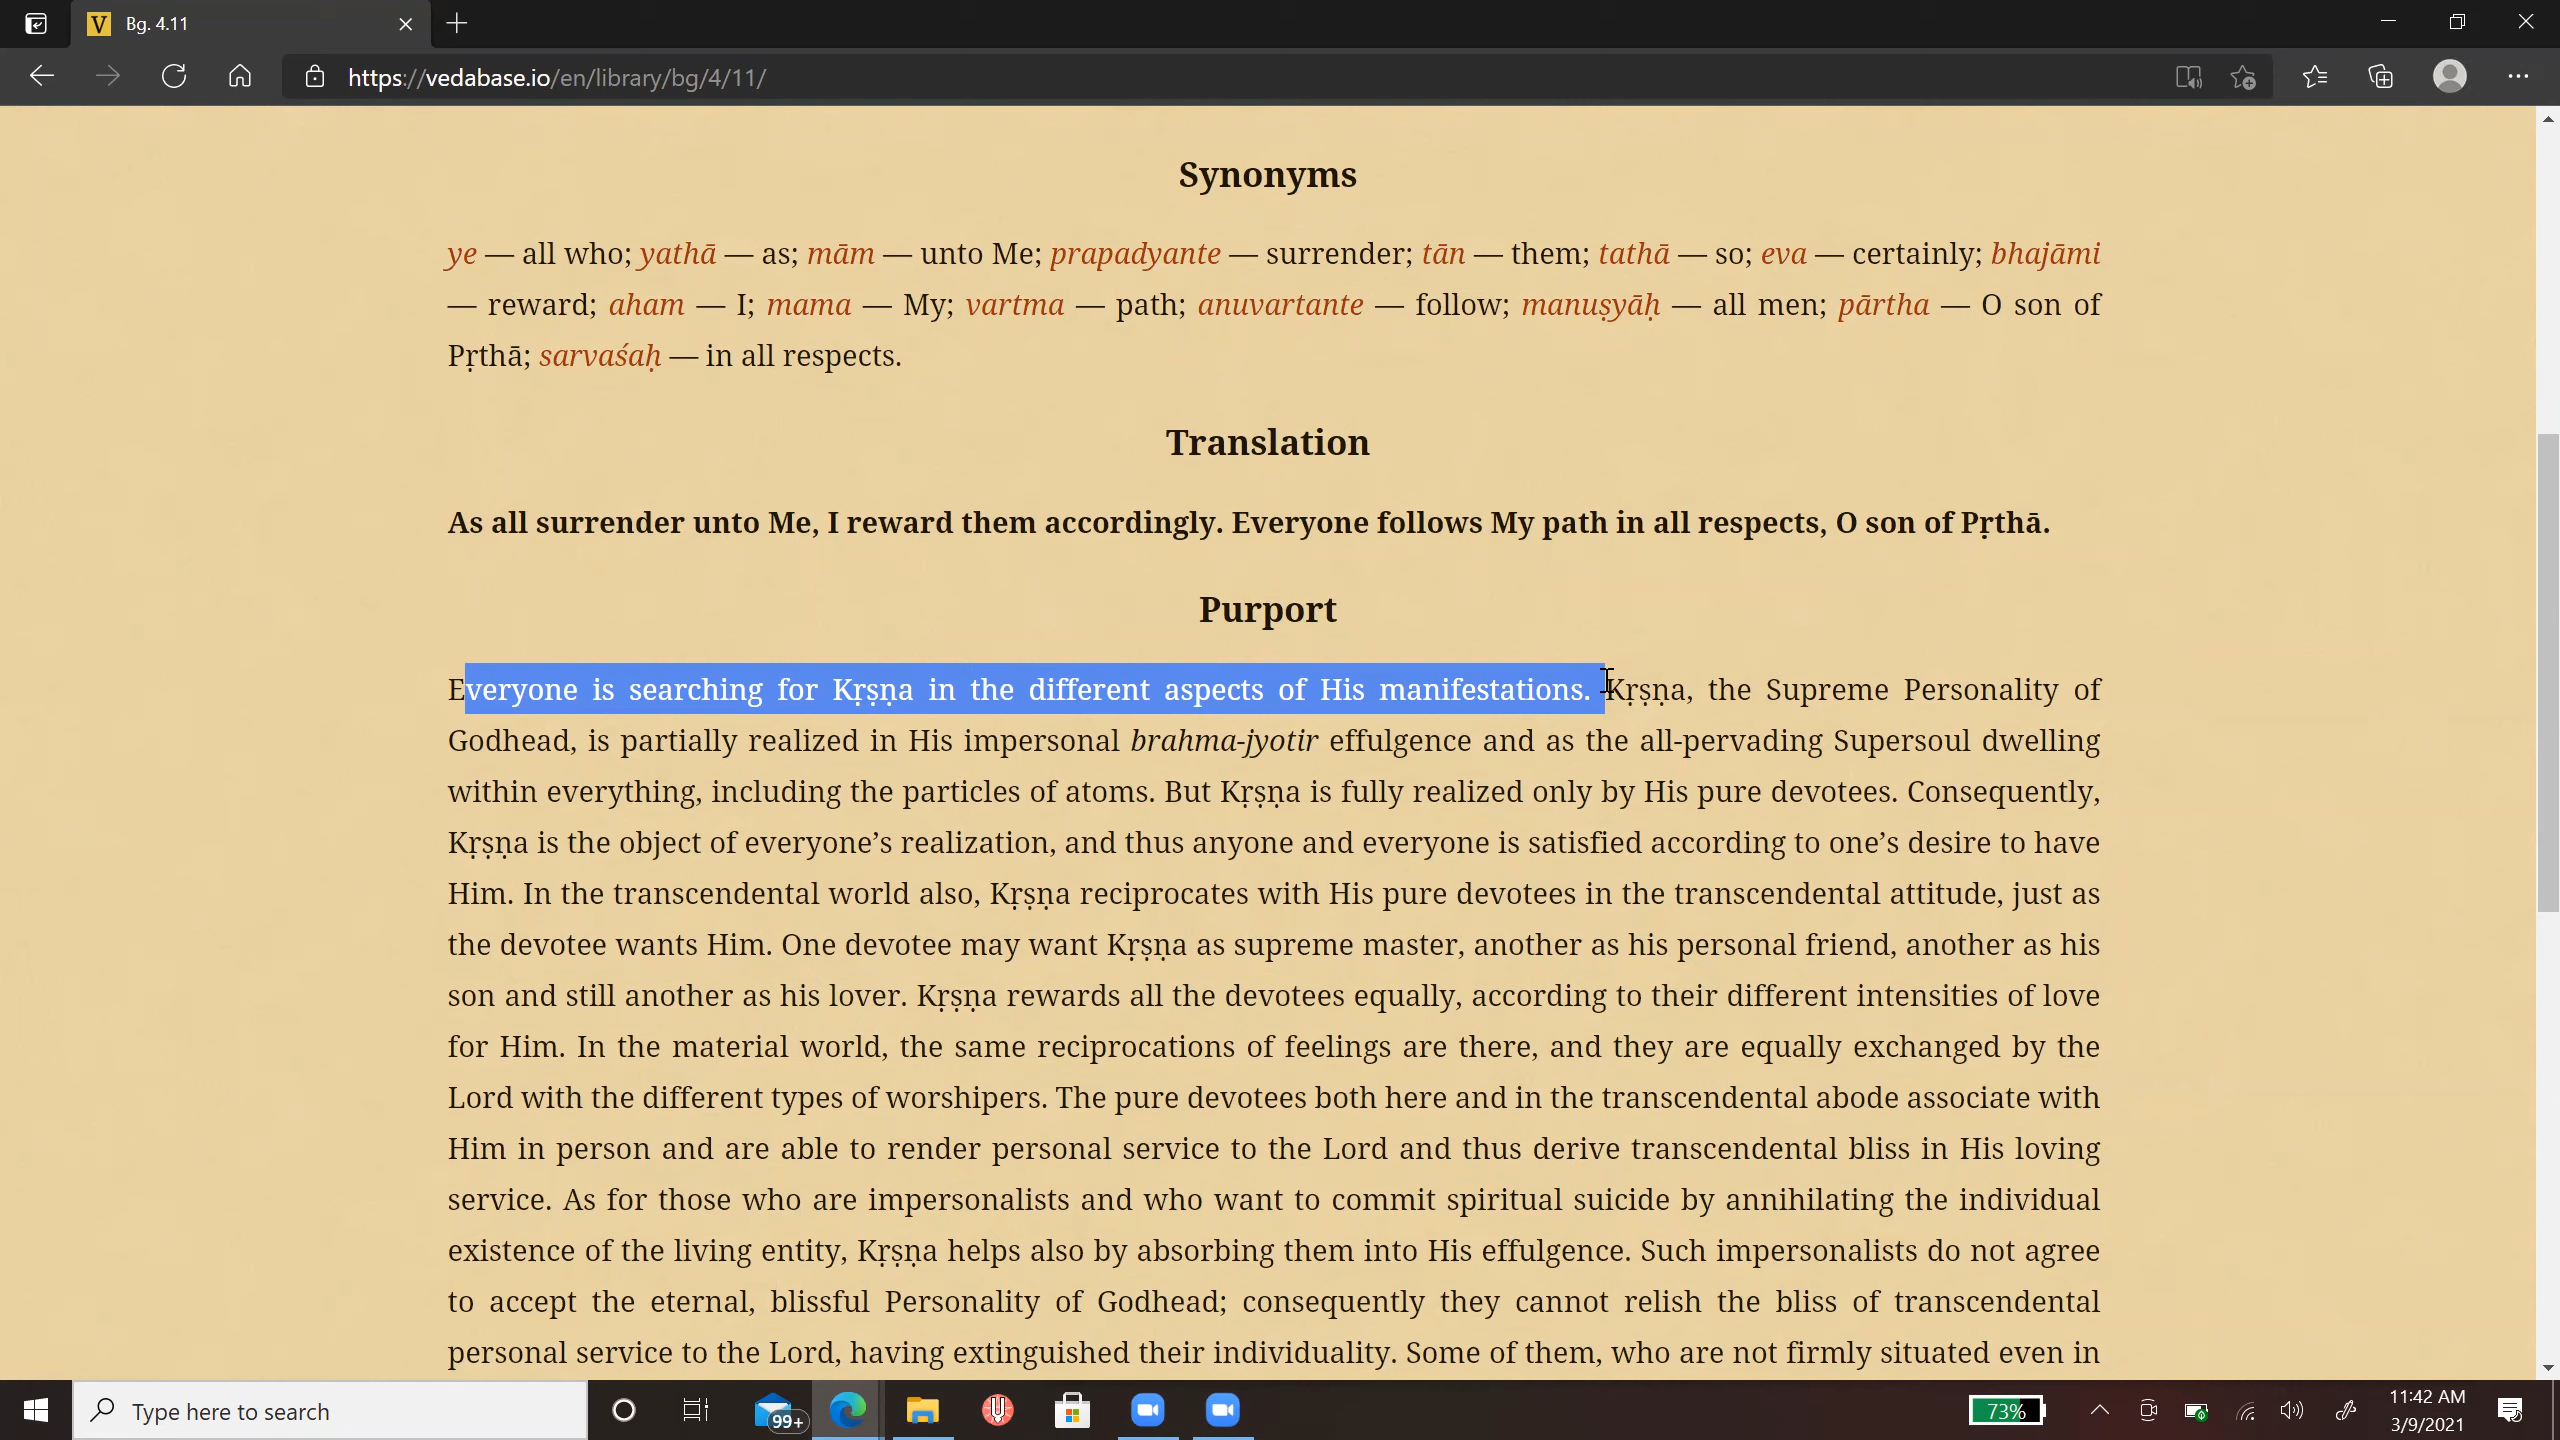 Bg. 4.11
https://vedabase.io/en/library/bg/4/11/
Synonyms
ye — all who; yathā — as; mām — unto Me; prapadyante — surrender; tān — them; tathā — so; eva — certainly; bhajāmi
— reward; aham — I; mama — My; vartma — path; anuvartante — follow; manuṣyāḥ — all men; pārtha — O son of
Pṛthā; sarvaśaḥ — in all respects.
Translation
As all surrender unto Me, I reward them accordingly. Everyone follows My path in all respects, O son of Pṛthā.
Purport
Everyone is searching for Kṛṣṇa in the different aspects of His manifestations. Kṛṣṇa, the Supreme Personality of
Godhead, is partially realized in His impersonal brahma-jyotir effulgence and as the all-pervading Supersoul dwelling
within everything, including the particles of atoms. But Kṛṣṇa is fully realized only by His pure devotees. Consequently,
Kṛṣṇa is the object of everyone’s realization, and thus anyone and everyone is satisfied according to one’s desire to have
Him. In the transcendental world also, Kṛṣṇa reciprocates with His pure devotees in the transcendental attitude, just as
the devotee wants Him. One devotee may want Kṛṣṇa as supreme master, another as his personal friend, another as his
son and still another as his lover. Kṛṣṇa rewards all the devotees equally, according to their different intensities of love
for Him. In the material world, the same reciprocations of feelings are there, and they are equally exchanged by the
Lord with the different types of worshipers. The pure devotees both here and in the transcendental abode associate with
Him in person and are able to render personal service to the Lord and thus derive transcendental bliss in His loving
service. As for those who are impersonalists and who want to commit spiritual suicide by annihilating the individual
existence of the living entity, Kṛṣṇa helps also by absorbing them into His effulgence. Such impersonalists do not agree
to accept the eternal, blissful Personality of Godhead; consequently they cannot relish the bliss of transcendental
personal service to the Lord, having extinguished their individuality. Some of them, who are not firmly situated even in
Type here to search
99+
73%
11:42 AM
3/9/2021